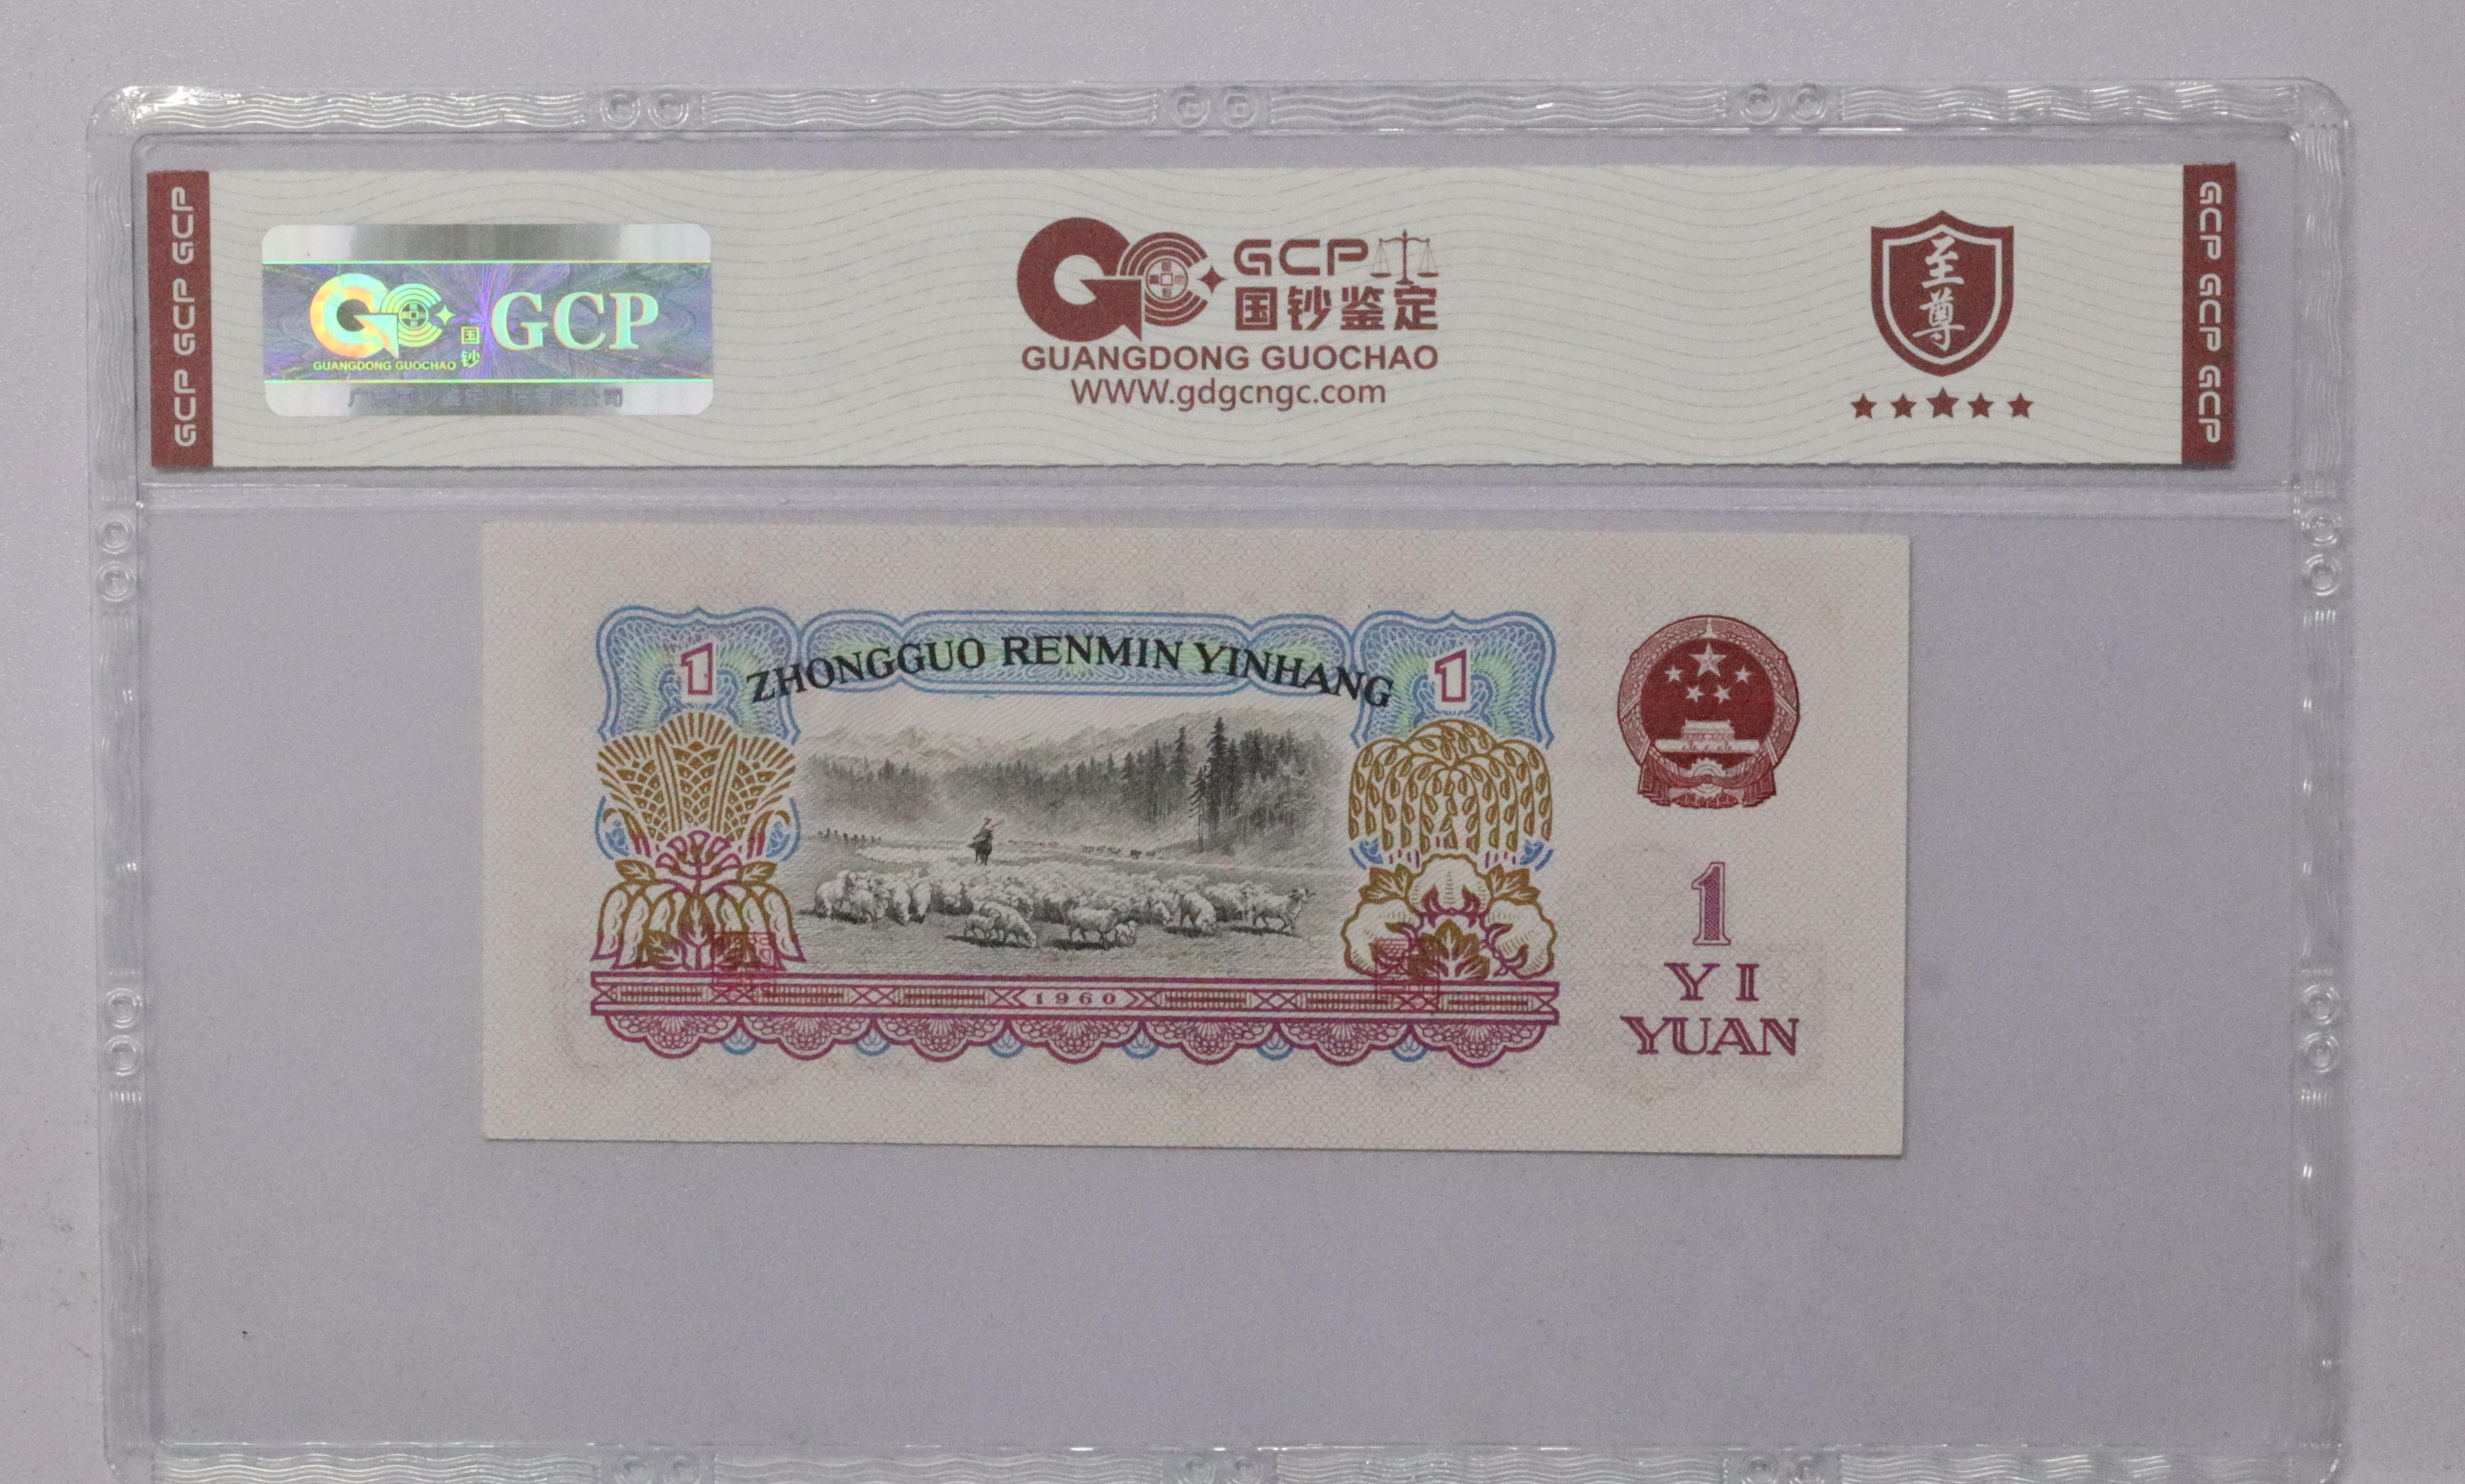 GCP GCP GCP
GCP
国钞
GUANGDONG GUOCHAO
GCP
国钞鉴定
GUANGDONG GUOCHAO
WWW.gdgcngc.com
至尊
GCP GCP GCP
ZHONGGUO RENMIN YINHANG
1
1
1960
1
YI
YUAN